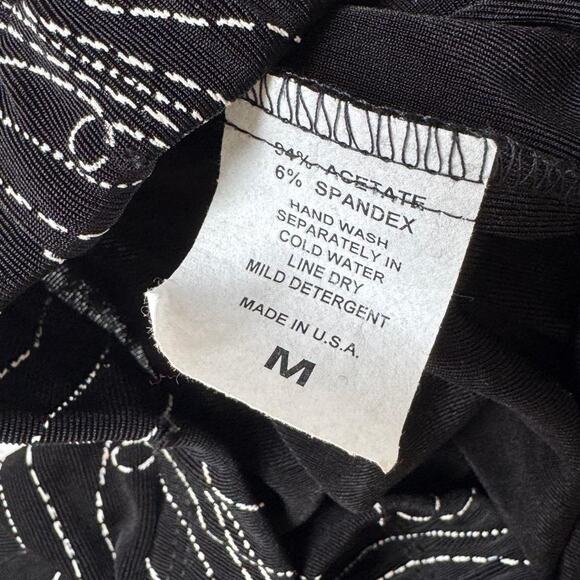 94% ACETATE
6% SPANDEX
HAND WASH
SEPARATELY IN
COLD WATER
LINE DRY
MILD DETERGENT
MADE IN U.S.A.
M